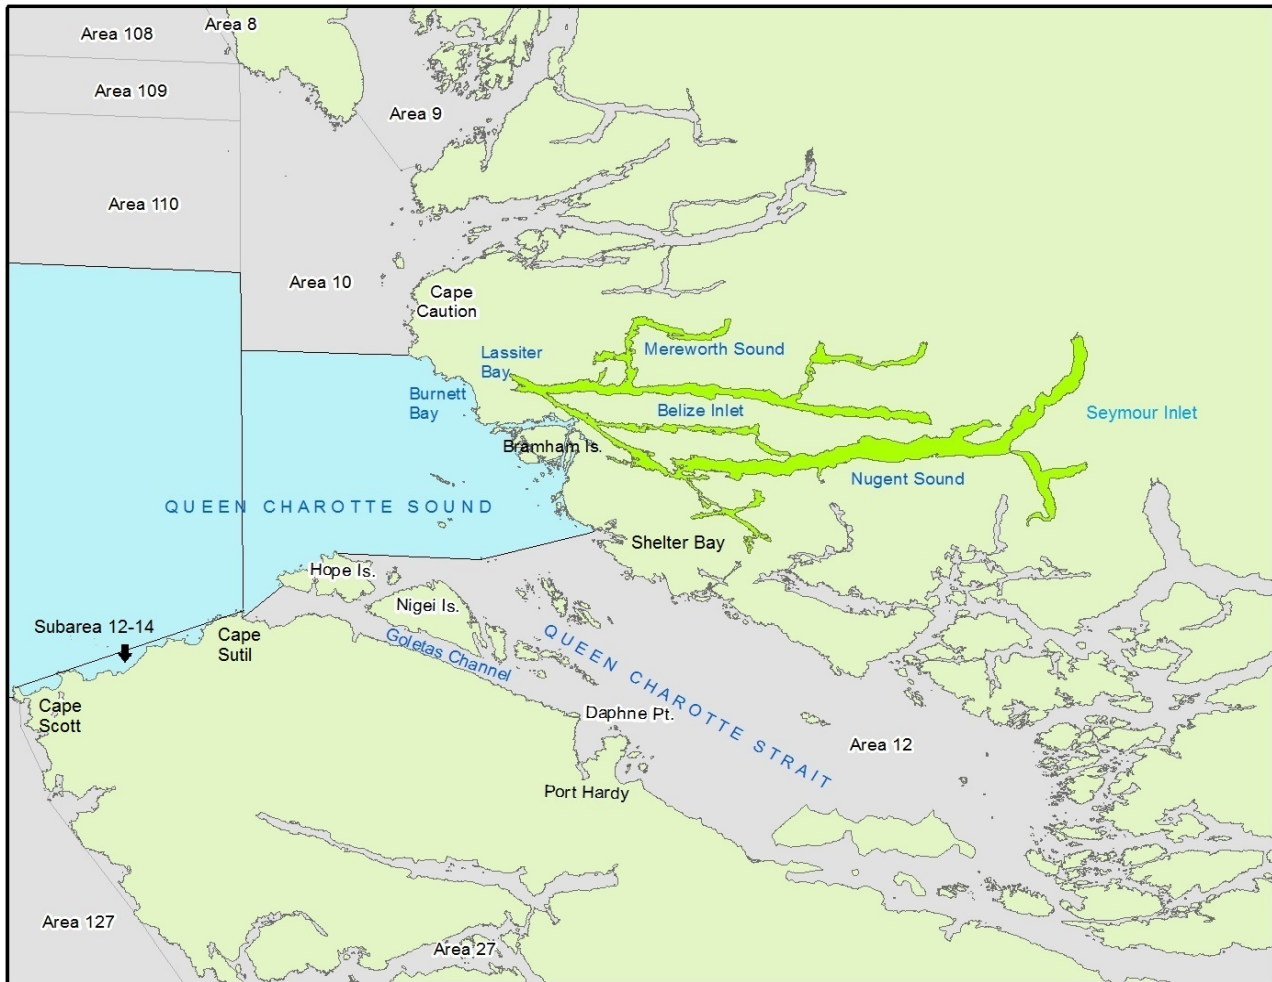 Area 108
Area 8
Area 109
Area 9
Area 110
Area 10
Cape
Caution
Lassiter
Bay
Mereworth Sound
Burnett
Bay
Belize Inlet
Seymour Inlet
Bramham Is.
Nugent Sound
QUEEN CHAROTTE SOUND
Shelter Bay
Hope Is.
Nigei Is.
Subarea 12-14
Cape
Sutil
Goletas Channel
QUEEN CHAROTTE STRAIT
Cape
Scott
Daphne Pt.
Area 12
Port Hardy
Area 127
Area 27